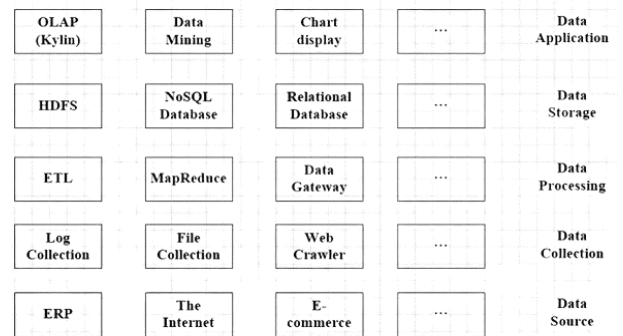 OLAP
(Kylin)
Data
Mining
Chart
display
...
Data
Application
HDFS
NoSQL
Database
Relational
Database
...
Data
Storage
ETL
MapReduce
Data
Gateway
...
Data
Processing
Log
Collection
File
Collection
Web
Crawler
...
Data
Collection
ERP
The
Internet
E-
commerce
...
Data
Source